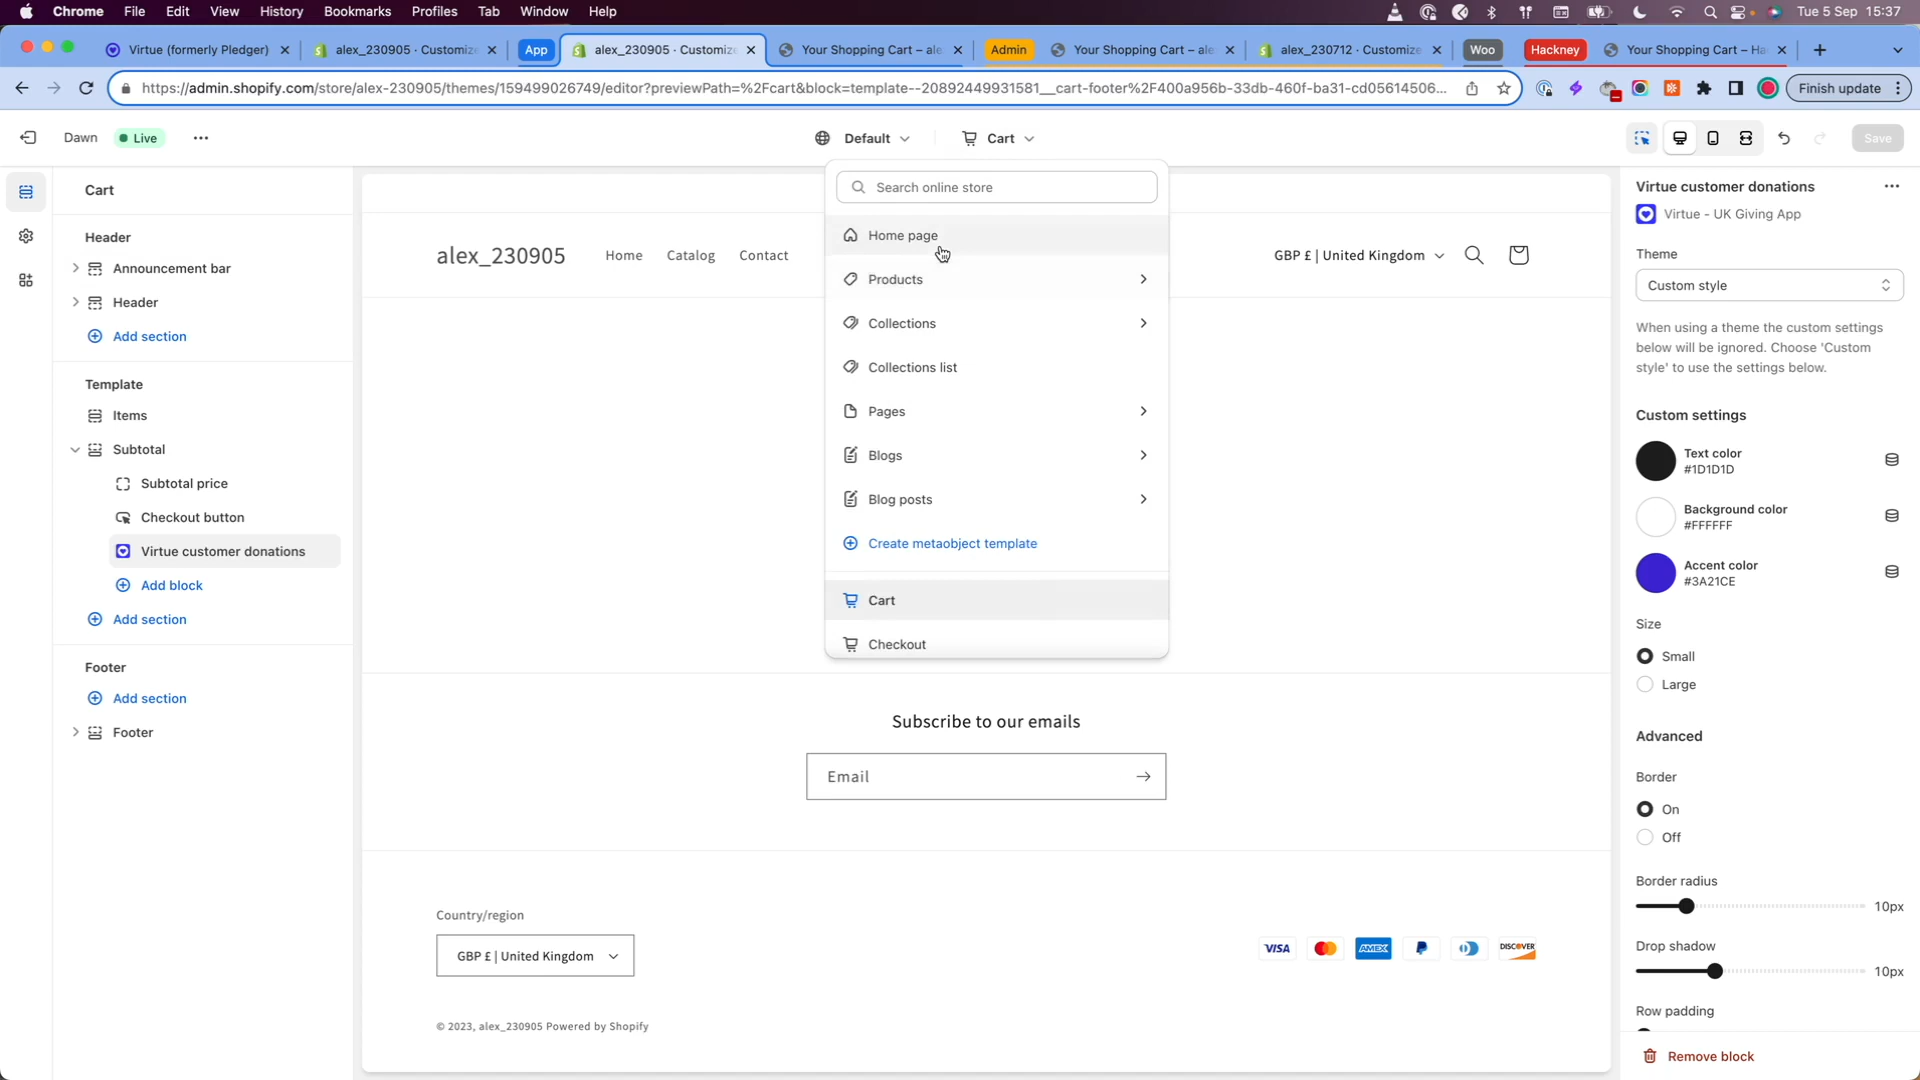 Chrome File Edit View History Bookmarks Profiles Tab Window Help Tue 5 Sep 15:37
Virtue (formerly Pledger) alex_230905 · Customize App alex_230905 · Customize Your Shopping Cart – ale Admin Your Shopping Cart – ale alex_230712 · Customize Woo Hackney Your Shopping Cart – Ha
https://admin.shopify.com/store/alex-230905/themes/159499026749/editor?previewPath=%2Fcart&block=template--20892449931581__cart-footer%2F400a956b-33db-460f-ba31-cd05614506... Finish update
Dawn Live Default Cart Save
Cart
Header
Announcement bar
Header
Add section
Template
Items
Subtotal
Subtotal price
Checkout button
Virtue customer donations
Add block
Add section
Footer
Add section
Footer
alex_230905 Home Catalog Contact GBP £ | United Kingdom
Search online store
Home page
Products
Collections
Collections list
Pages
Blogs
Blog posts
Create metaobject template
Cart
Checkout
Subscribe to our emails
Email
Country/region
GBP £ | United Kingdom
VISA AMEX DISCOVER
© 2023, alex_230905 Powered by Shopify
Virtue customer donations
Virtue - UK Giving App
Theme
Custom style
When using a theme the custom settings
below will be ignored. Choose 'Custom
style' to use the settings below.
Custom settings
Text color
#1D1D1D
Background color
#FFFFFF
Accent color
#3A21CE
Size
Small
Large
Advanced
Border
On
Off
Border radius
10px
Drop shadow
10px
Row padding
Remove block